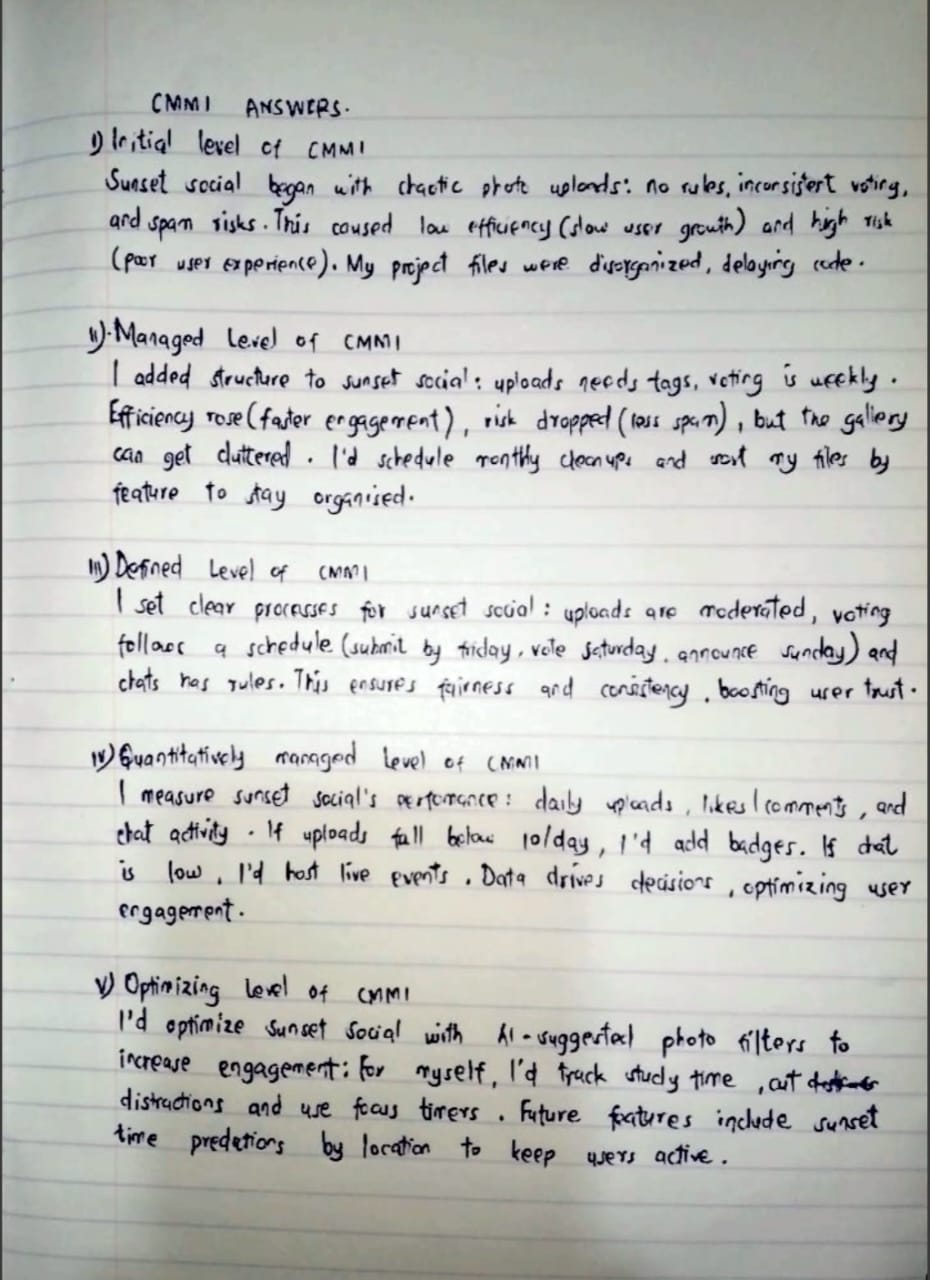 CMMI ANSWERS.
I) Initial level of CMMI
Sunset social began with chaotic photo uploads: no rules, inconsistent voting,
and spam risks. This caused low efficiency (slow user growth) and high risk
(poor user experience). My project files were disorganized, delaying code.
II) Managed Level of CMMI
I added structure to sunset social: uploads needs tags, voting is weekly.
Efficiency rose (faster engagement), risk dropped (less spam), but the gallery
can get cluttered. I'd schedule monthly cleanups and sort my files by
feature to stay organised.
III) Defined Level of CMMI
I set clear processes for sunset social: uploads are moderated, voting
follows a schedule (submit by friday, vote saturday, announce sunday) and
chats has rules. This ensures fairness and consistency, boosting user trust.
IV) Quantitatively managed Level of CMMI
I measure sunset social's performance: daily uploads, likes/comments, and
chat activity. If uploads fall below 10/day, I'd add badges. If chat
is low, I'd host live events. Data drives decisions, optimizing user
engagement.
V) Optimizing Level of CMMI
I'd optimize Sunset Social with AI-suggested photo filters to
increase engagement; For myself, I'd track study time, cut
distractions and use focus timers. Future features include sunset
time predetions by location to keep users active.